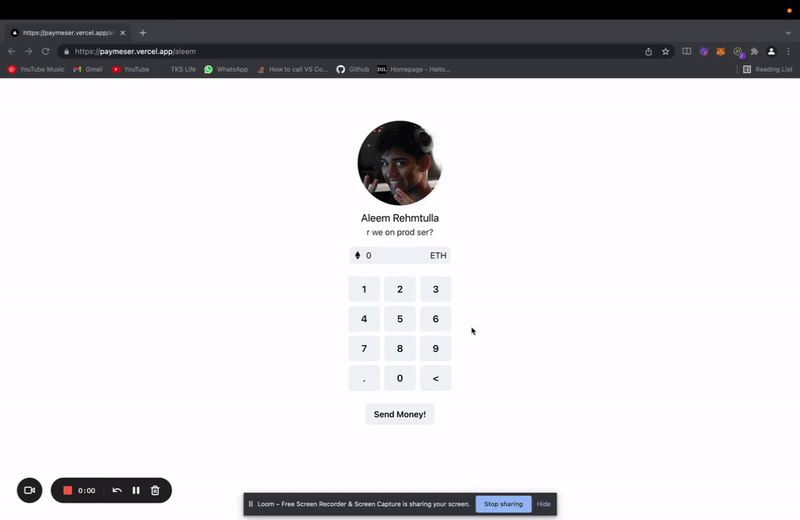 https://paymeser.vercel.app/al
https://paymeser.vercel.app/aleem
YouTube Music Gmail YouTube TKS Life WhatsApp How to call VS Co... Github Homepage - Helto... Reading List
Aleem Rehmtulla
r we on prod ser?
0 ETH
1 2 3
4 5 6
7 8 9
. 0 <
Send Money!
0:00
Loom – Free Screen Recorder & Screen Capture is sharing your screen. Stop sharing Hide